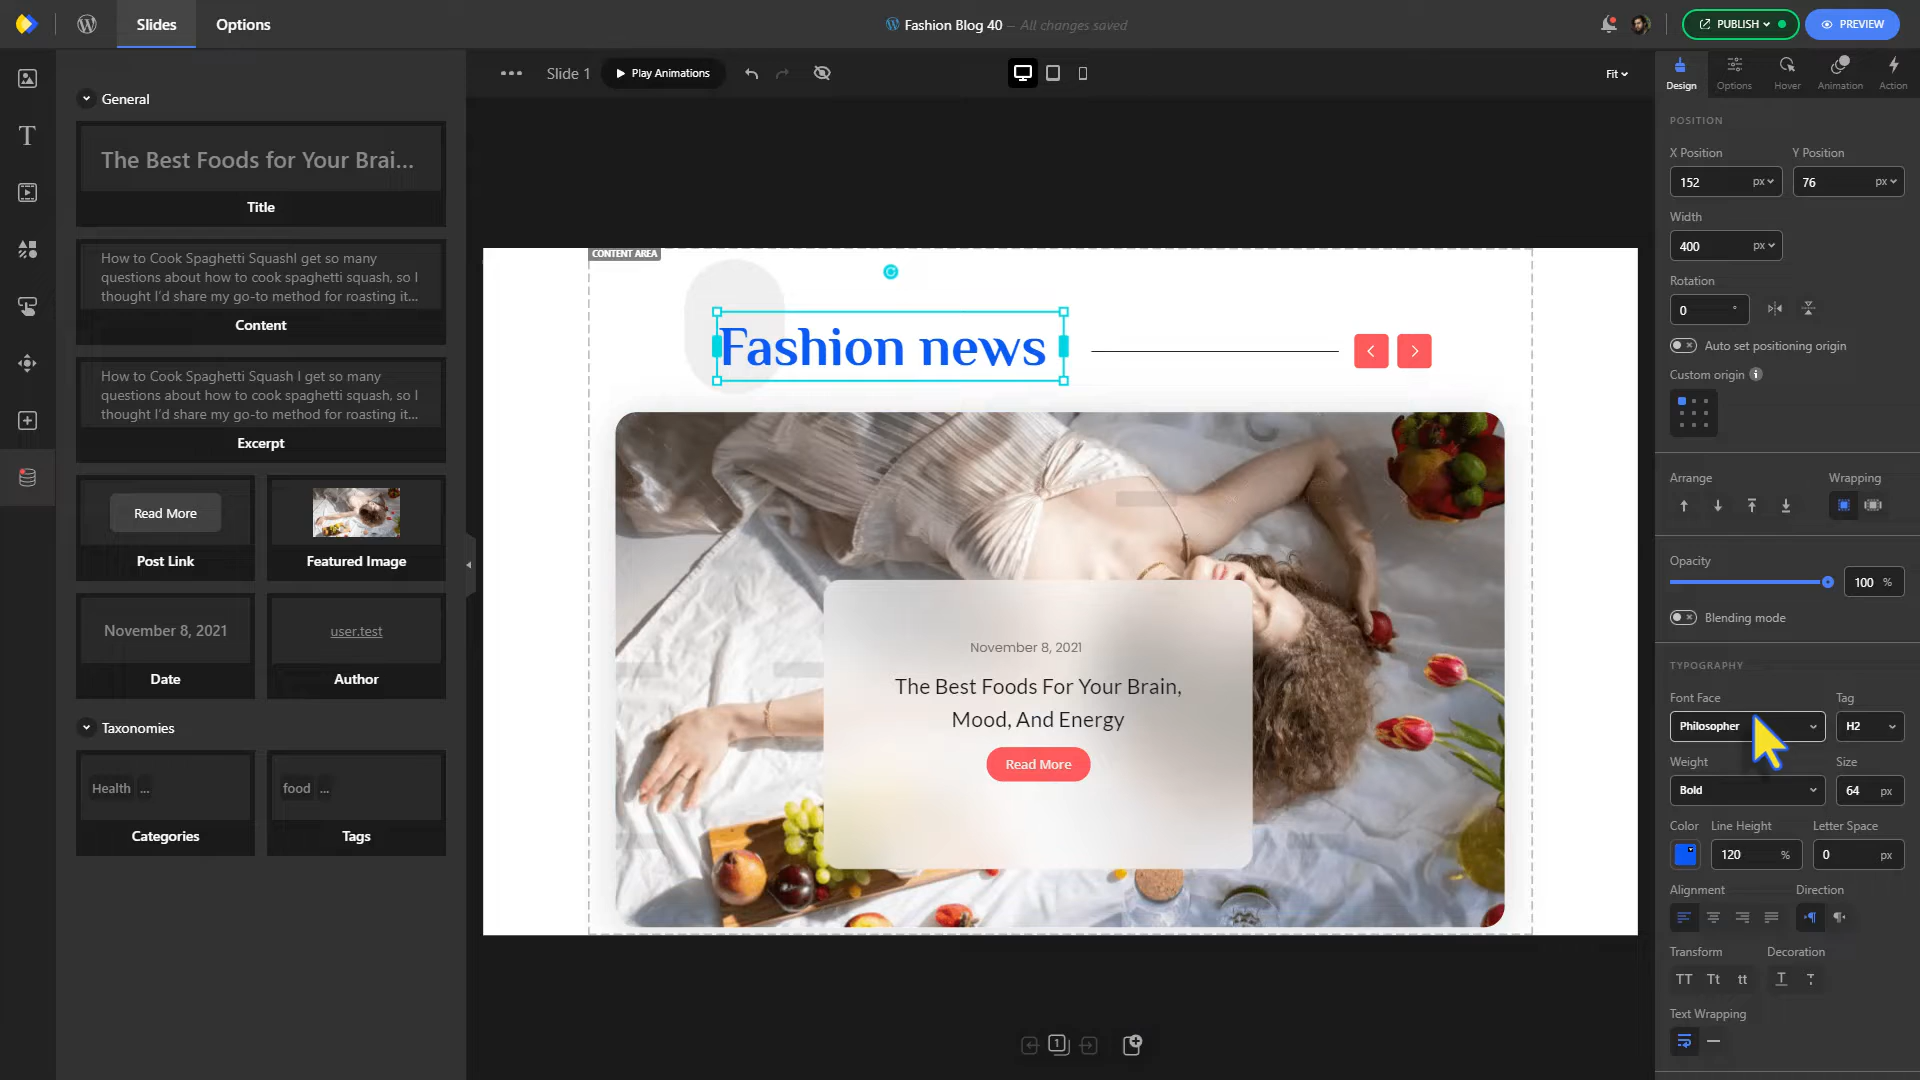 Slides
Options
Fashion Blog 40 – All changes saved
PUBLISH
PREVIEW
Slide 1
Play Animations
Fit
General
The Best Foods for Your Brai...
Title
How to Cook Spaghetti SquashI get so many
questions about how to cook spaghetti squash, so I
thought I'd share my go-to method for roasting it...
Content
How to Cook Spaghetti Squash I get so many
questions about how to cook spaghetti squash, so I
thought I'd share my go-to method for roasting it...
Excerpt
Read More
Post Link
Featured Image
November 8, 2021
Date
user.test
Author
Taxonomies
Health ...
Categories
food ...
Tags
CONTENT AREA
Fashion news
November 8, 2021
The Best Foods For Your Brain,
Mood, And Energy
Read More
1
Design
Options
Hover
Animation
Action
POSITION
X Position
Y Position
152 px
76 px
Width
400 px
Rotation
0 °
Auto set positioning origin
Custom origin
Arrange
Wrapping
Opacity
100 %
Blending mode
TYPOGRAPHY
Font Face
Tag
Philosopher
H2
Weight
Size
Bold
64 px
Color
Line Height
Letter Space
120 %
0 px
Alignment
Direction
Transform
Decoration
TT Tt tt
T T
Text Wrapping